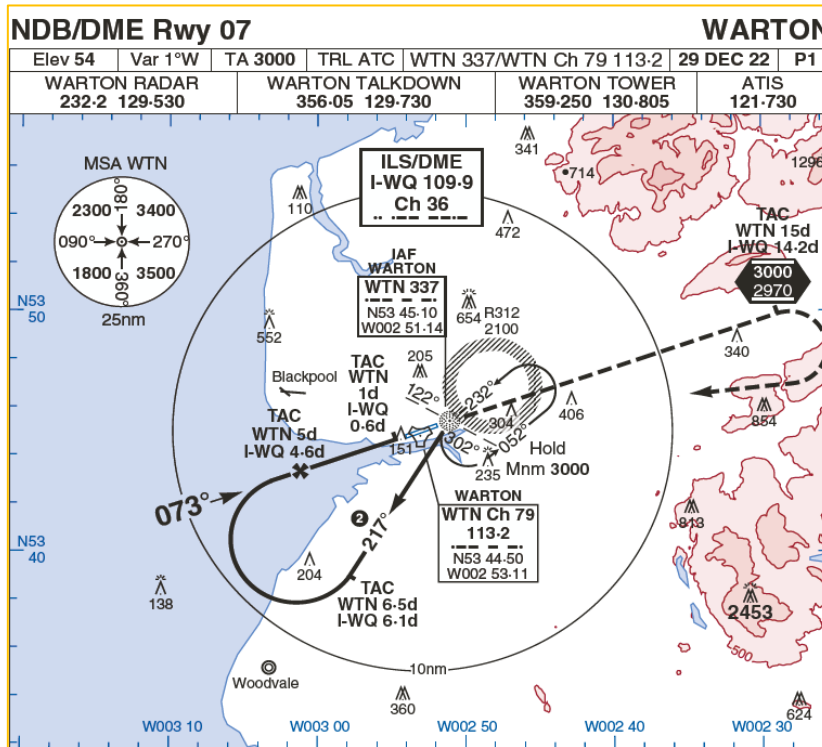 NDB/DME Rwy 07
WARTON
Elev 54
Var 1°W
TA 3000
TRL ATC
WTN 337/WTN Ch 79 113·2
29 DEC 22
P1
WARTON RADAR
232·2 129·530
WARTON TALKDOWN
356·05 129·730
WARTON TOWER
359·250 130·805
ATIS
121·730
MSA WTN
180°
2300
3400
090°
270°
1800
3500
360°
25nm
110
ILS/DME
I-WQ 109·9
Ch 36
341
714
1296
472
TAC
WTN 15d
I-WQ 14·2d
3000
2970
IAF
WARTON
WTN 337
N53 45·10
W002 51·14
N53
50
552
654
R312
2100
340
205
Blackpool
TAC
WTN
1d
I-WQ
0·6d
122°
232°
304
406
854
TAC
WTN 5d
I-WQ 4·6d
151
302°
052°
Hold
Mnm 3000
235
073°
2
217°
WARTON
WTN Ch 79
113·2
N53 44·50
W002 53·11
813
N53
40
138
204
TAC
WTN 6·5d
I-WQ 6·1d
2453
500
10nm
Woodvale
360
624
W003 10
W003 00
W002 50
W002 40
W002 30